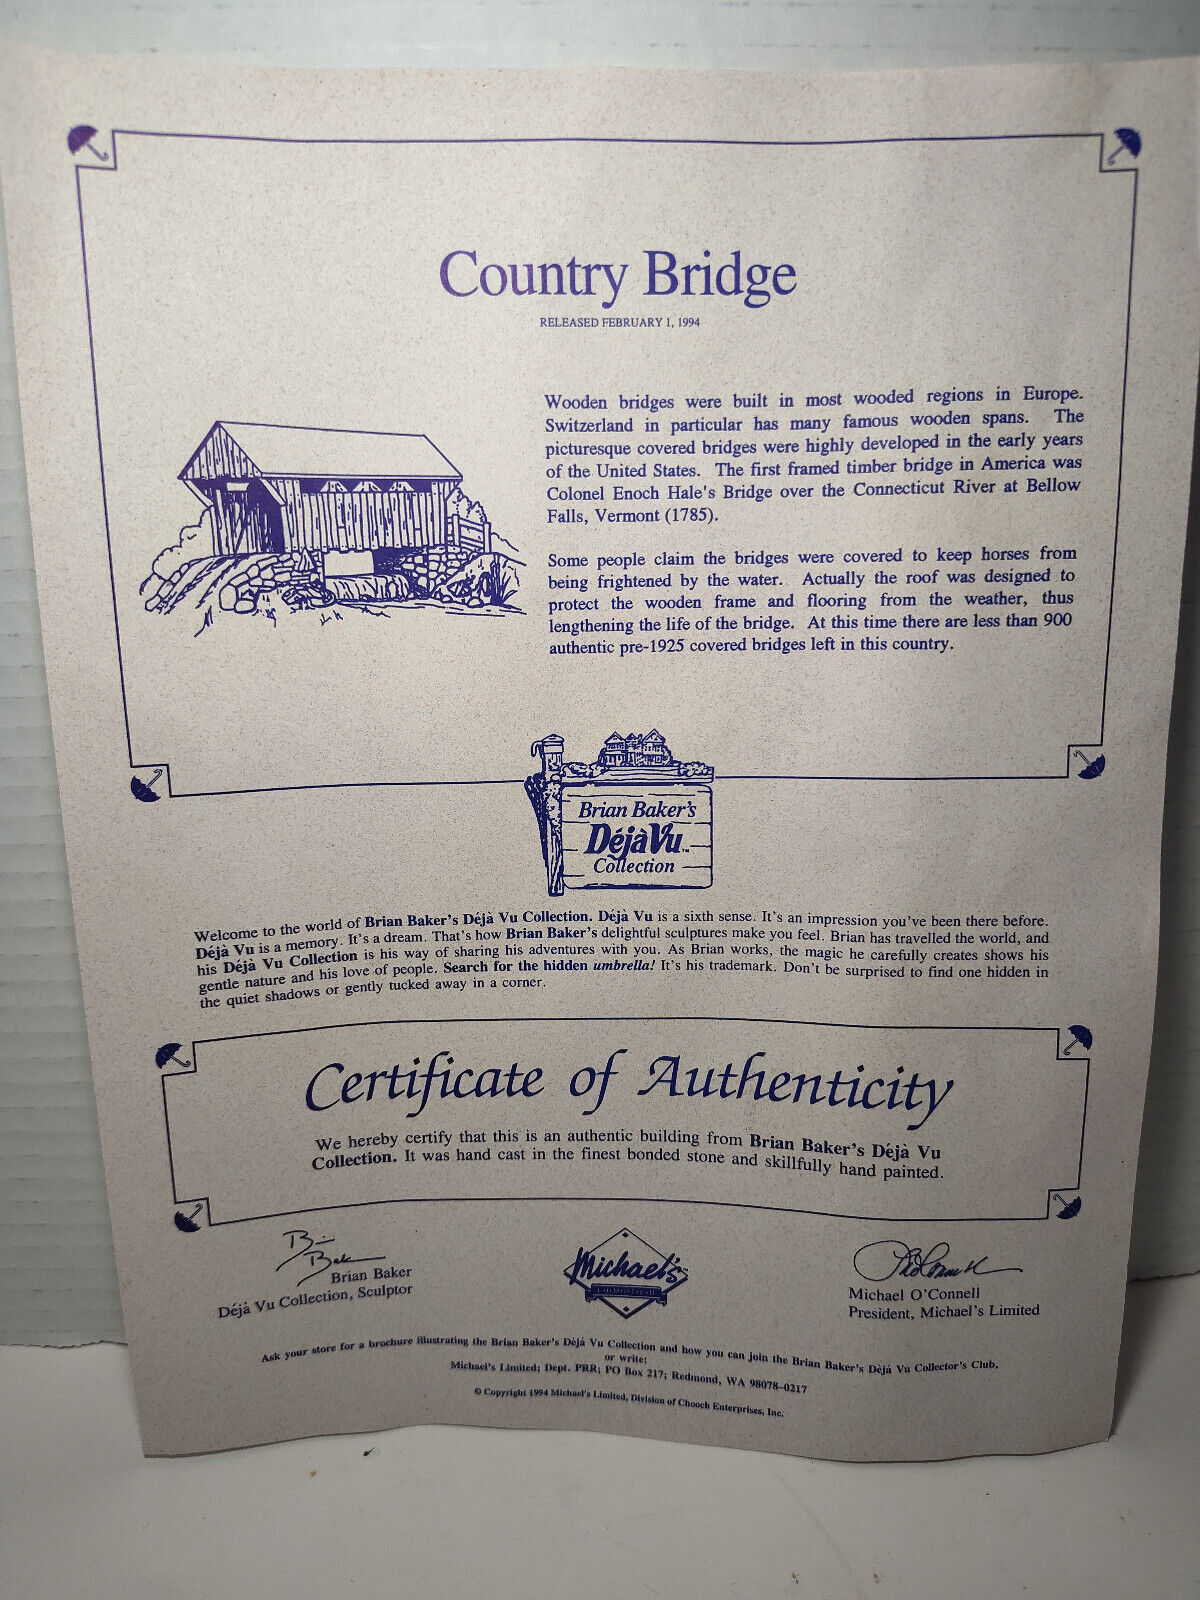 Country Bridge
RELEASED FEBRUARY 1, 1994
Wooden bridges were built in most wooded regions in Europe.
Switzerland in particular has many famous wooden spans. The
picturesque covered bridges were highly developed in the early years
of the United States. The first framed timber bridge in America was
Colonel Enoch Hale's Bridge over the Connecticut River at Bellow
Falls, Vermont (1785).
Some people claim the bridges were covered to keep horses from
being frightened by the water. Actually the roof was designed to
protect the wooden frame and flooring from the weather, thus
lengthening the life of the bridge. At this time there are less than 900
authentic pre-1925 covered bridges left in this country.
Brian Baker's
Déjà Vu™
Collection
Welcome to the world of Brian Baker's Déjà Vu Collection. Déjà Vu is a sixth sense. It's an impression you've been there before.
Déjà Vu is a memory. It's a dream. That's how Brian Baker's delightful sculptures make you feel. Brian has travelled the world, and
his Déjà Vu Collection is his way of sharing his adventures with you. As Brian works, the magic he carefully creates shows his
gentle nature and his love of people. Search for the hidden umbrella! It's his trademark. Don't be surprised to find one hidden in
the quiet shadows or gently tucked away in a corner.
Certificate of Authenticity
We hereby certify that this is an authentic building from Brian Baker's Déjà Vu
Collection. It was hand cast in the finest bonded stone and skillfully hand painted.
Brian Baker
Brian Baker
Déjà Vu Collection, Sculptor
Michael's
Michael O'Connell
President, Michael's Limited
Ask your store for a brochure illustrating the Brian Baker's Déjá Vu Collection and how you can join the Brian Baker's Déjá Vu Collector's Club,
or write;
Michael's Limited; Dept. PRR; PO Box 217; Redmond, WA 98078-0217
© Copyright 1994 Michael's Limited, Division of Chooch Enterprises, Inc.